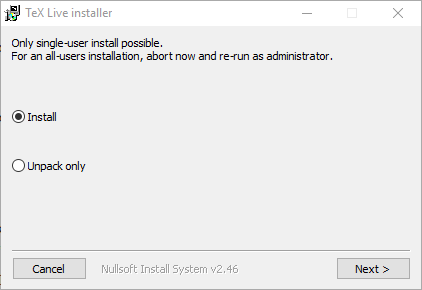 TeX Live installer
Only single-user install possible.
For an all-users installation, abort now and re-run as administrator.
Install
Unpack only
Cancel
Nullsoft Install System v2.46
Next >